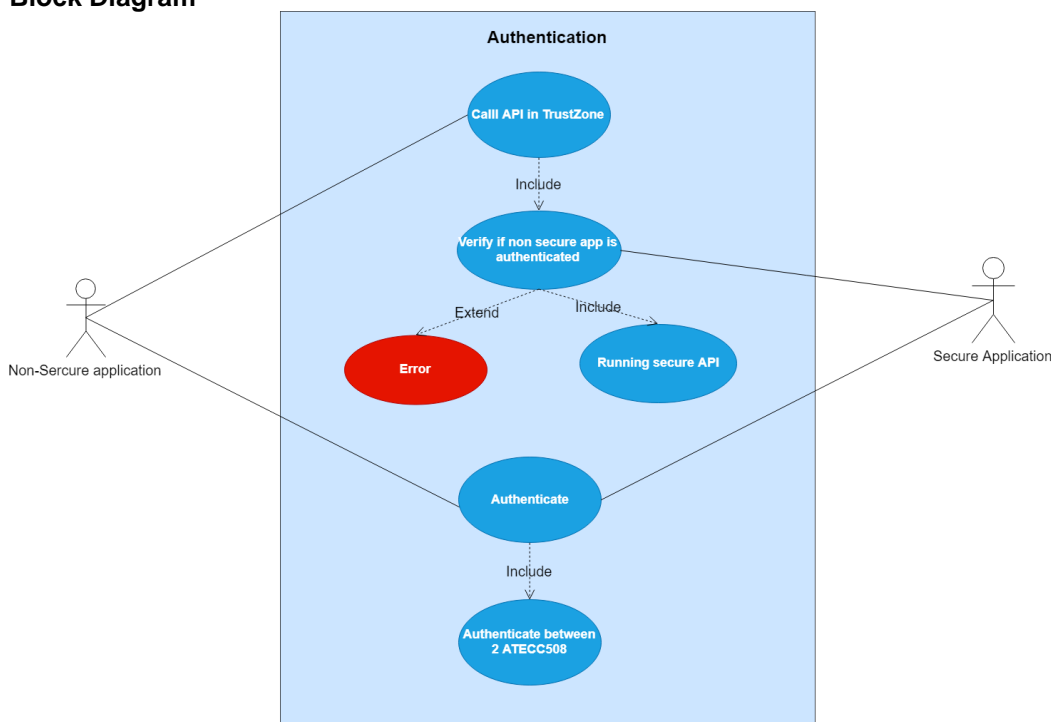 Block Diagram
Authentication
Calll API in TrustZone
Include
Verify if non secure app is
authenticated
Extend
Include
Error
Running secure API
Non-Sercure application
Secure Application
Authenticate
Include
Authenticate between
2 ATECC508